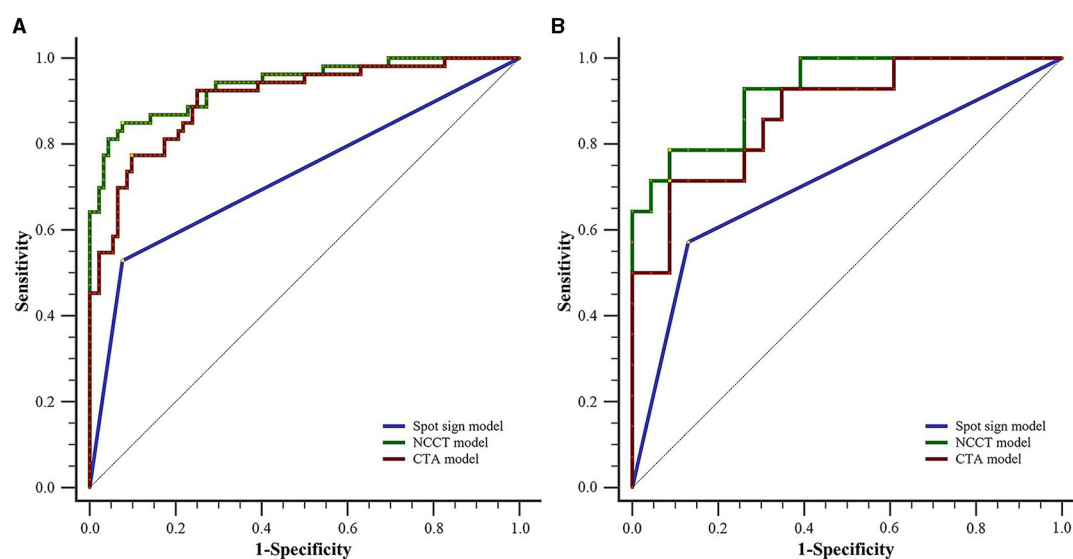 A
1.0
0.8
0.6
0.4
0.2
0.0
Sensitivity
Spot sign model
NCCT model
CTA model
0.0 0.2 0.4 0.6 0.8 1.0
1-Specificity
B
1.0
0.8
0.6
0.4
0.2
0.0
Sensitivity
Spot sign model
NCCT model
CTA model
0.0 0.2 0.4 0.6 0.8 1.0
1-Specificity